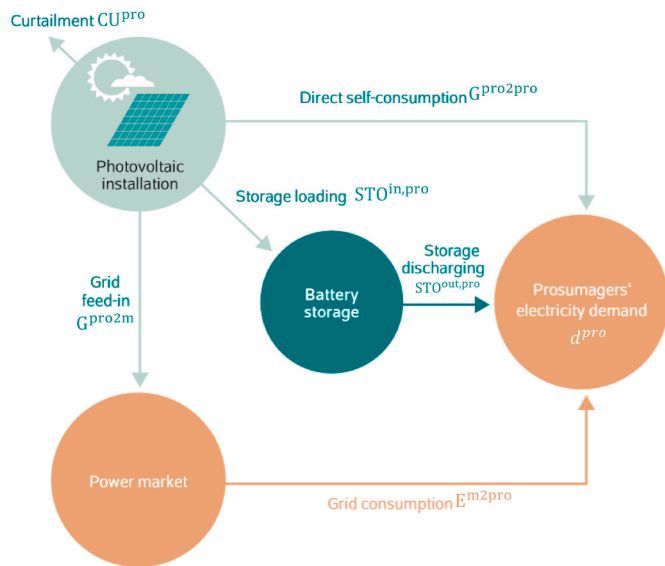 Curtailment CU^pro
Direct self-consumption G^pro2pro
Photovoltaic
installation
Storage loading STO^in,pro
Grid
feed-in
G^pro2m
Battery
storage
Storage
discharging
STO^out,pro
Prosumagers‘
electricity demand
d^pro
Power market
Grid consumption E^m2pro